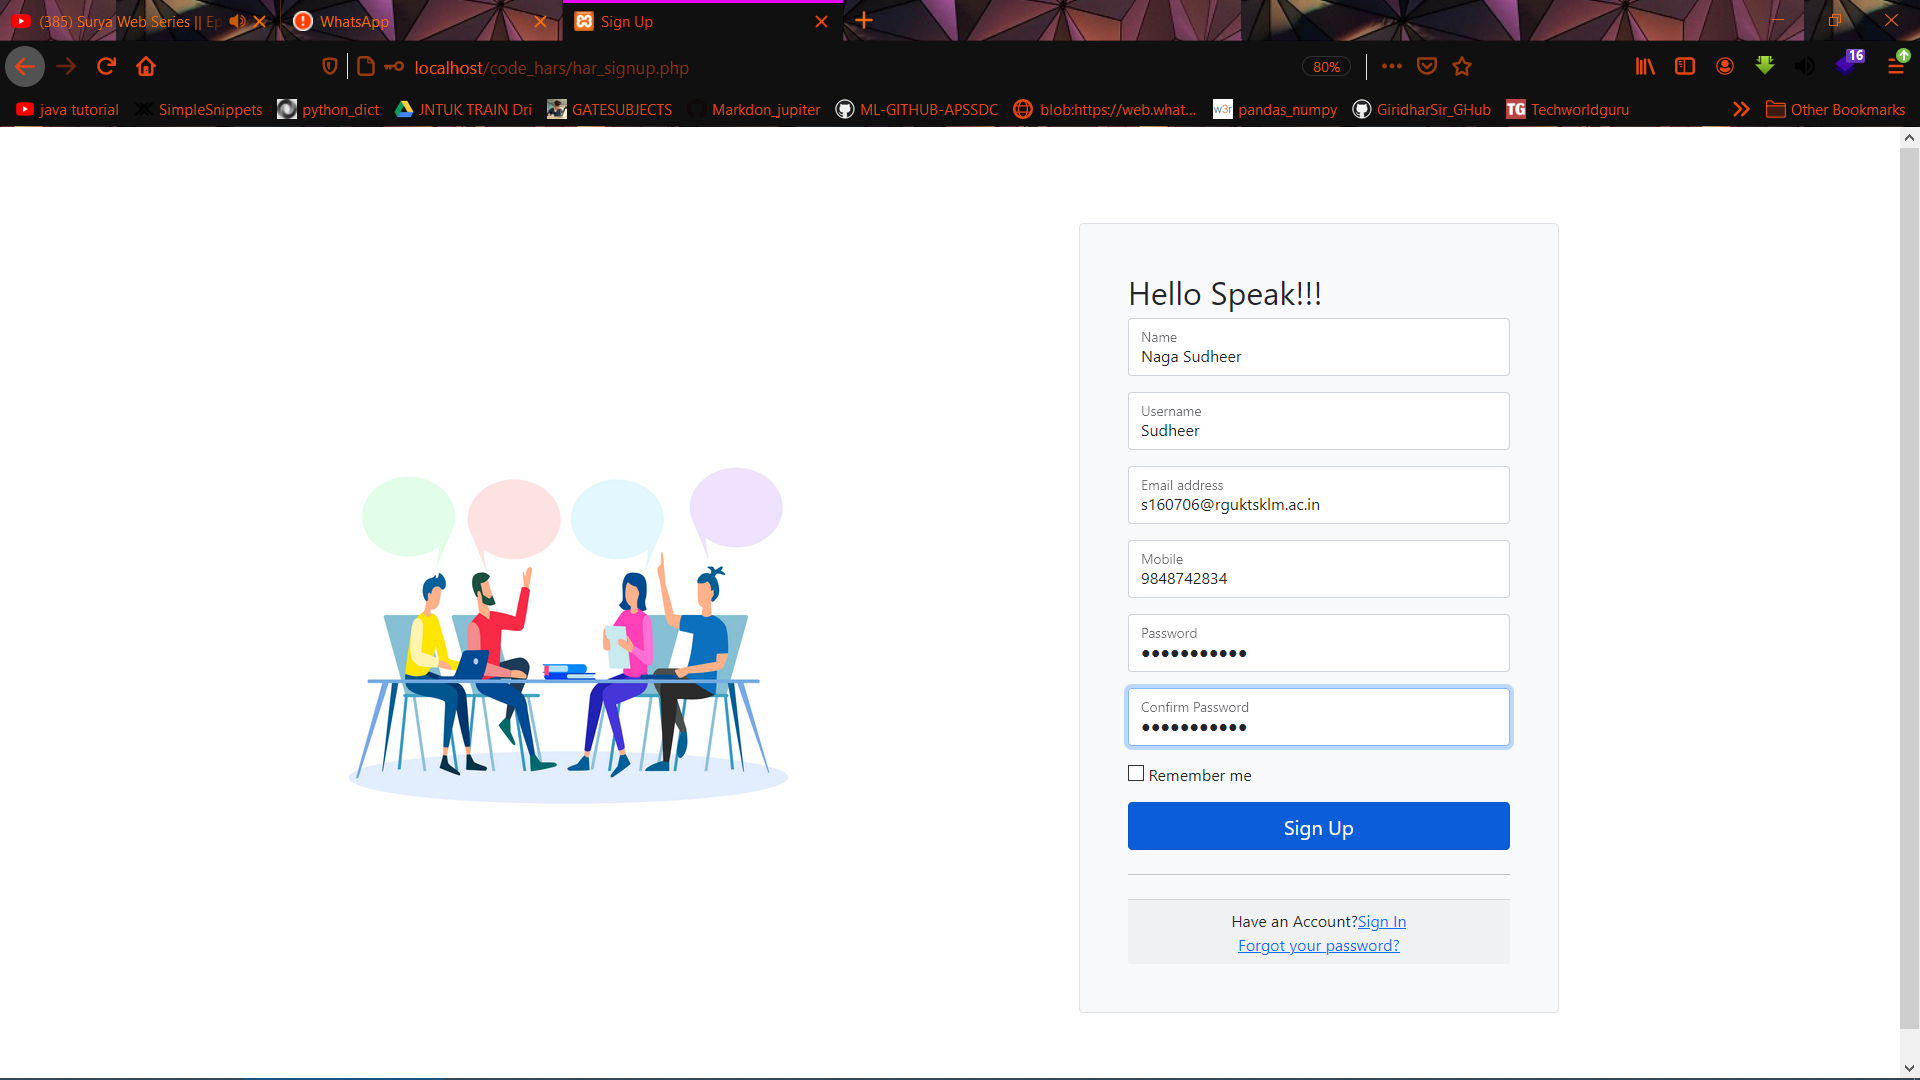 (385) Surya Web Series || Ep
WhatsApp
Sign Up
localhost/code_hars/har_signup.php
80%
16
java tutorial
SimpleSnippets
python_dict
JNTUK TRAIN Dri
GATESUBJECTS
Markdon_jupiter
ML-GITHUB-APSSDC
blob:https://web.what...
w3r
pandas_numpy
GiridharSir_GHub
TG
Techworldguru
Other Bookmarks
Hello Speak!!!
Name
Naga Sudheer
Username
Sudheer
Email address
s160706@rguktsklm.ac.in
Mobile
9848742834
Password
●●●●●●●●●●●
Confirm Password
●●●●●●●●●●●
Remember me
Sign Up
Have an Account?Sign In
Forgot your password?